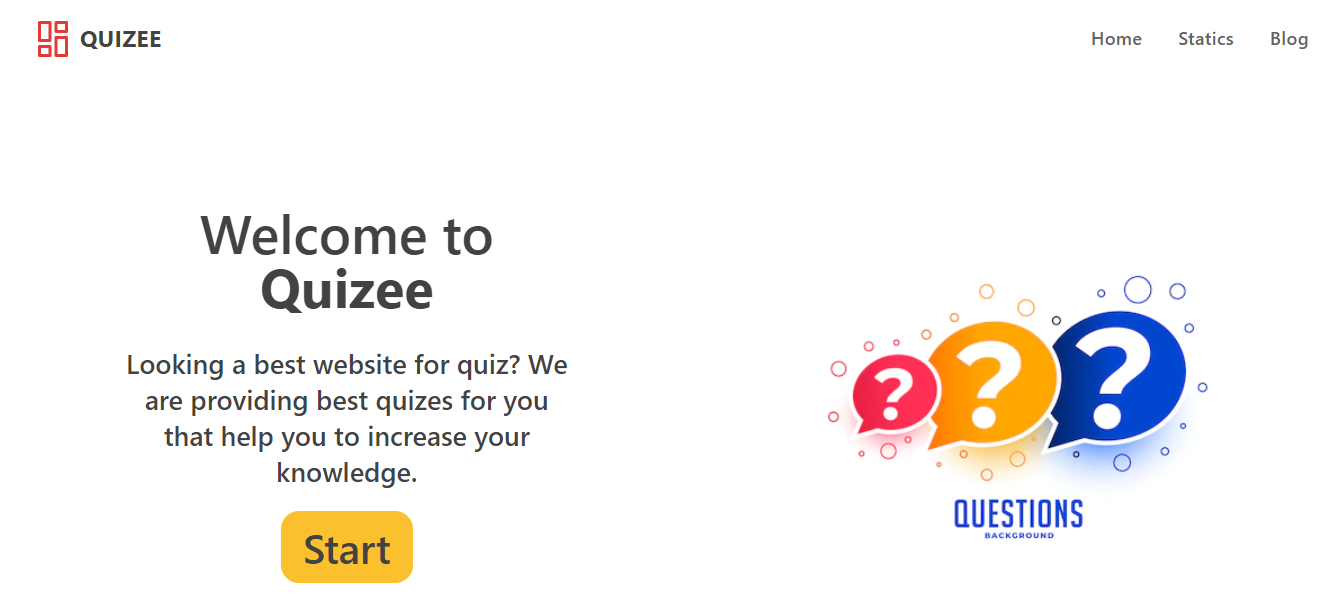 QUIZEE
Home Statics Blog
Welcome to
Quizee
Looking a best website for quiz? We
are providing best quizes for you
that help you to increase your
knowledge.
Start
? ? ?
QUESTIONS
BACKGROUND